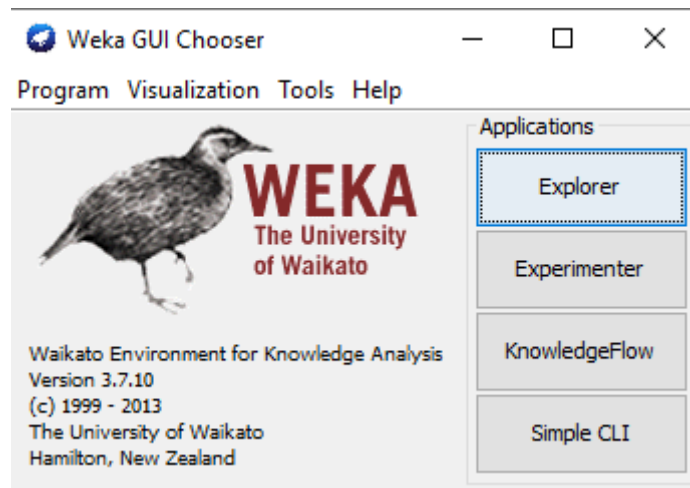 Weka GUI Chooser
Program Visualization Tools Help
WEKA
The University
of Waikato
Waikato Environment for Knowledge Analysis
Version 3.7.10
(c) 1999 - 2013
The University of Waikato
Hamilton, New Zealand
Applications
Explorer
Experimenter
KnowledgeFlow
Simple CLI